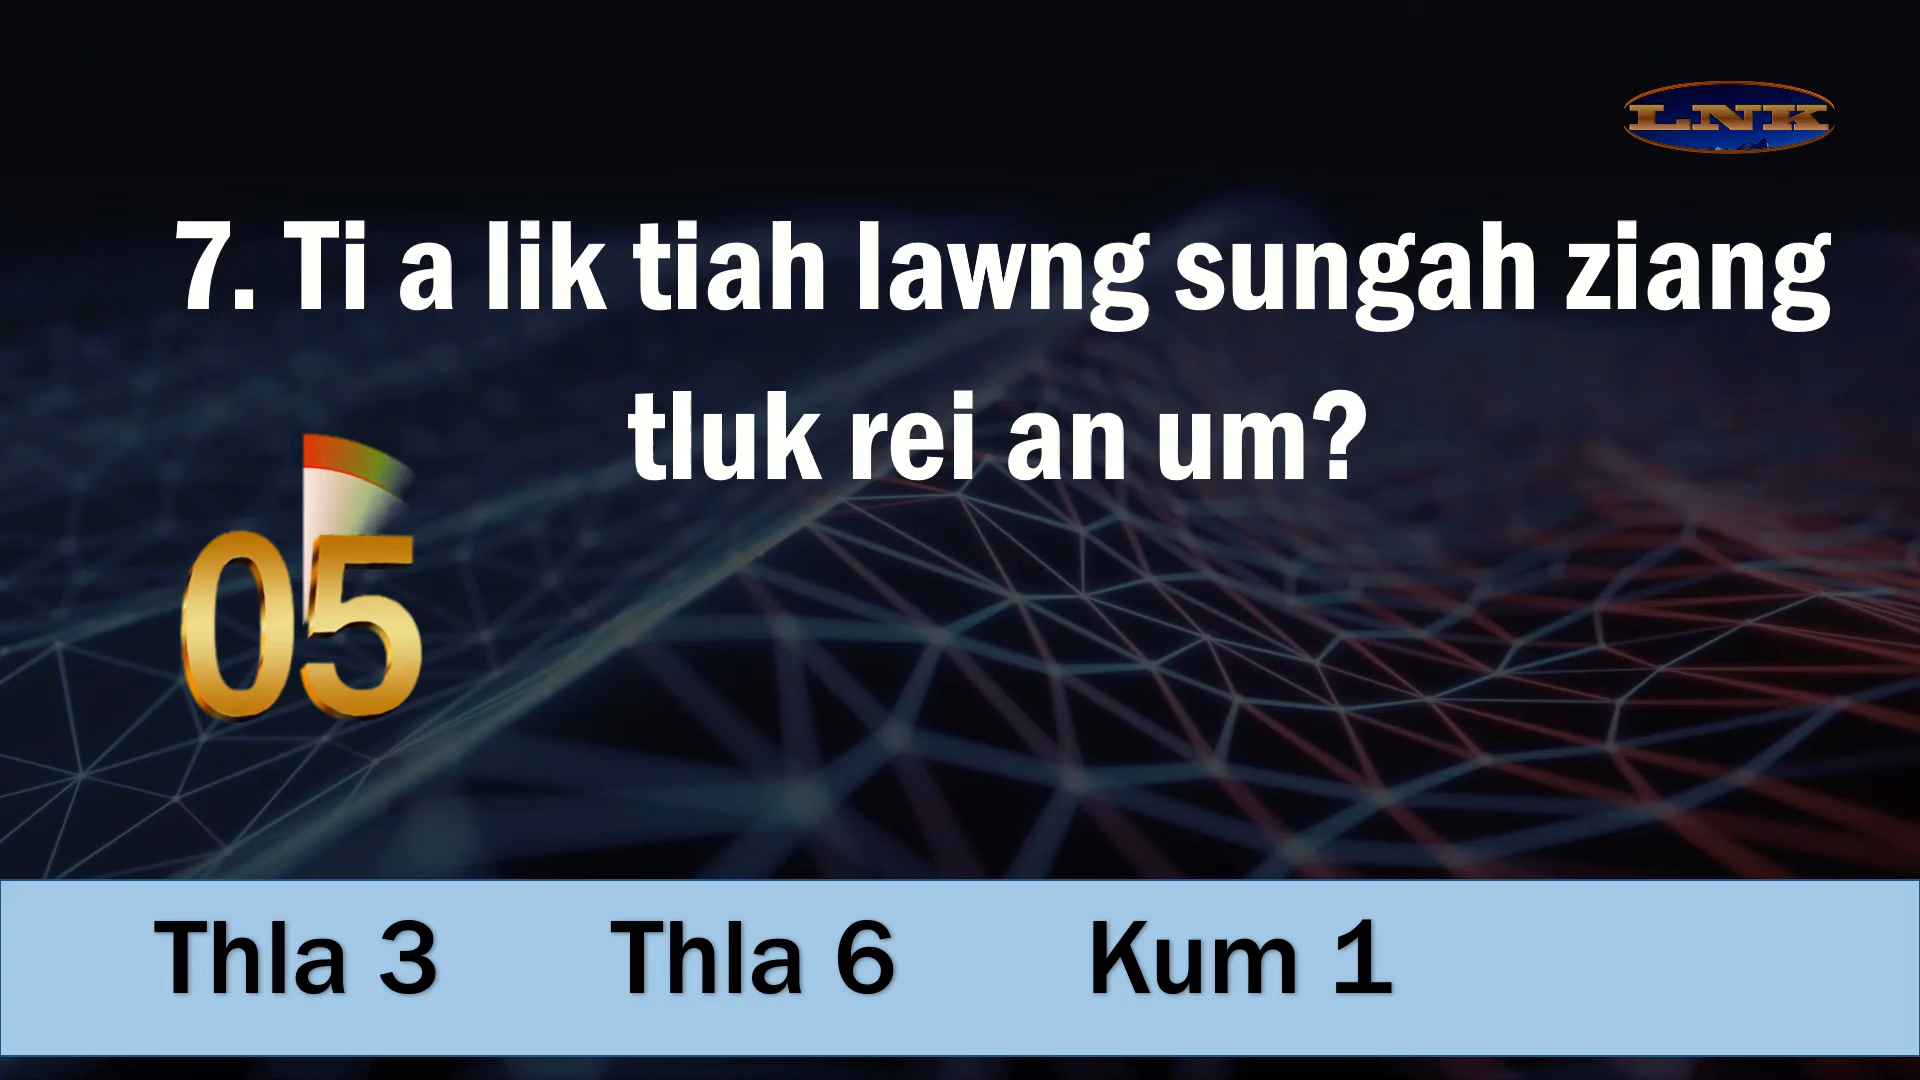 LNK
7. Ti a lik tiah lawng sungah ziang
tluk rei an um?
05
Thla 3 Thla 6 Kum 1